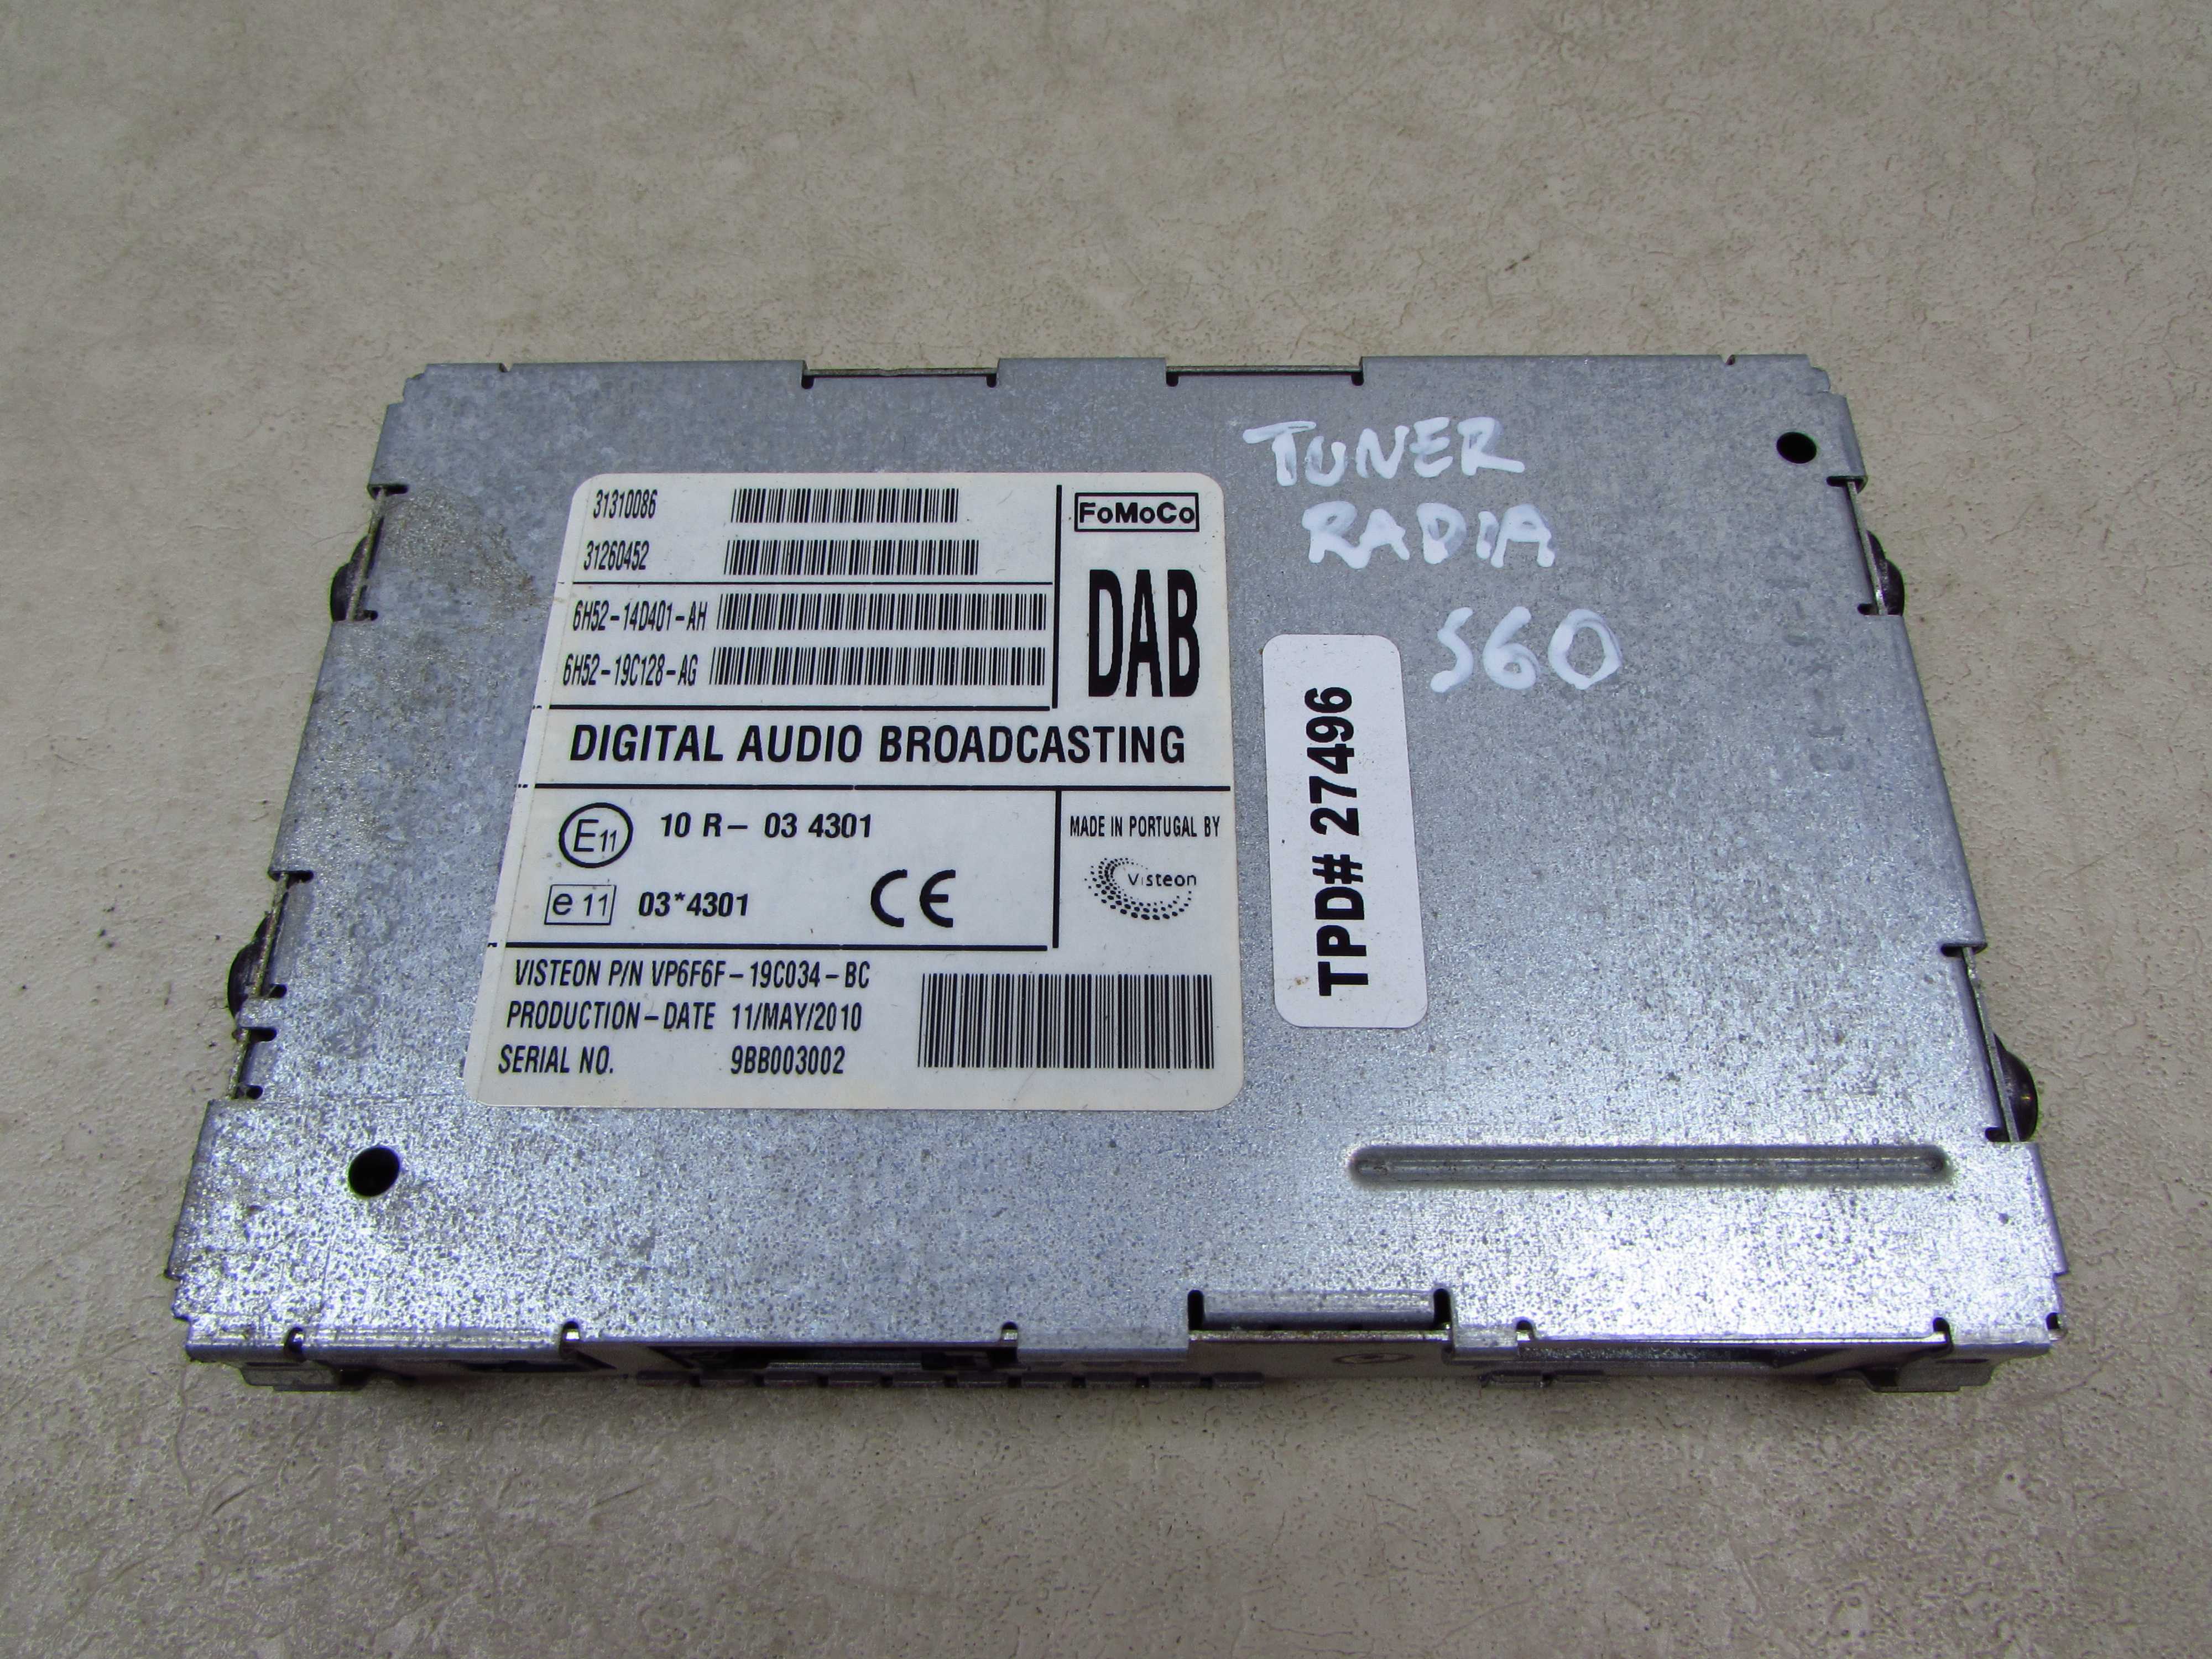 31310086
31260452
6H52-14D401-AH
6H52-19C128-AG
FoMoCo
DAB
DIGITAL AUDIO BROADCASTING
E11 10 R- 03 4301
e 11 03*4301 CE
MADE IN PORTUGAL BY
Visteon
VISTEON P/N VP6F6F-19C034-BC
PRODUCTION-DATE 11/MAY/2010
SERIAL NO. 9BB003002
TUNER
RADIA
S60
TPD# 27496